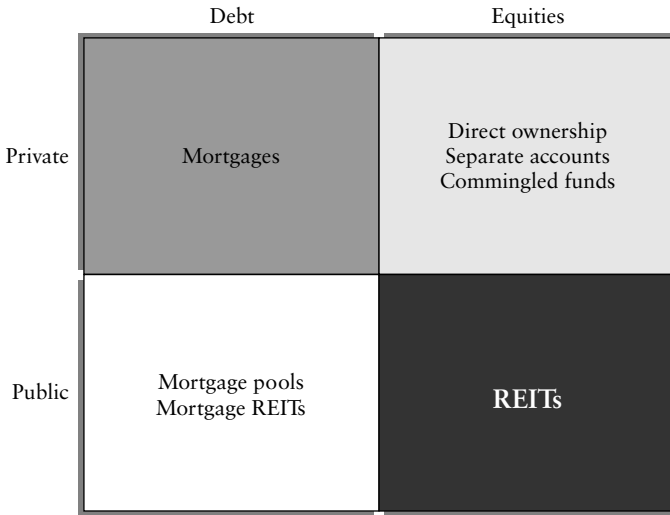 Debt
Equities
Private
Mortgages
Direct ownership
Separate accounts
Commingled funds
Public
Mortgage pools
Mortgage REITs
REITs